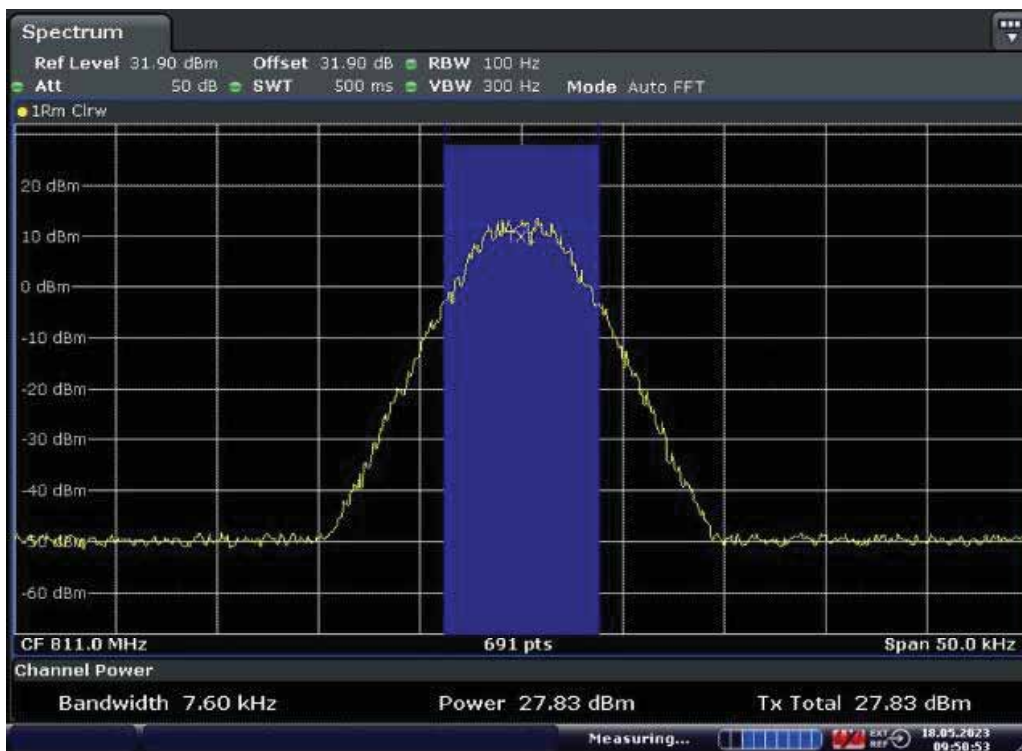 Spectrum
Ref Level 31.90 dBm Offset 31.90 dB RBW 100 Hz
Att 50 dB SWT 500 ms VBW 300 Hz Mode Auto FFT
1Rm Clrw
20 dBm
10 dBm
0 dBm
-10 dBm
-20 dBm
-30 dBm
-40 dBm
-50 dBm
-60 dBm
CF 811.0 MHz 691 pts Span 50.0 kHz
Channel Power
Bandwidth 7.60 kHz Power 27.83 dBm Tx Total 27.83 dBm
Measuring... EXT REF 18.05.2023
09:50:53